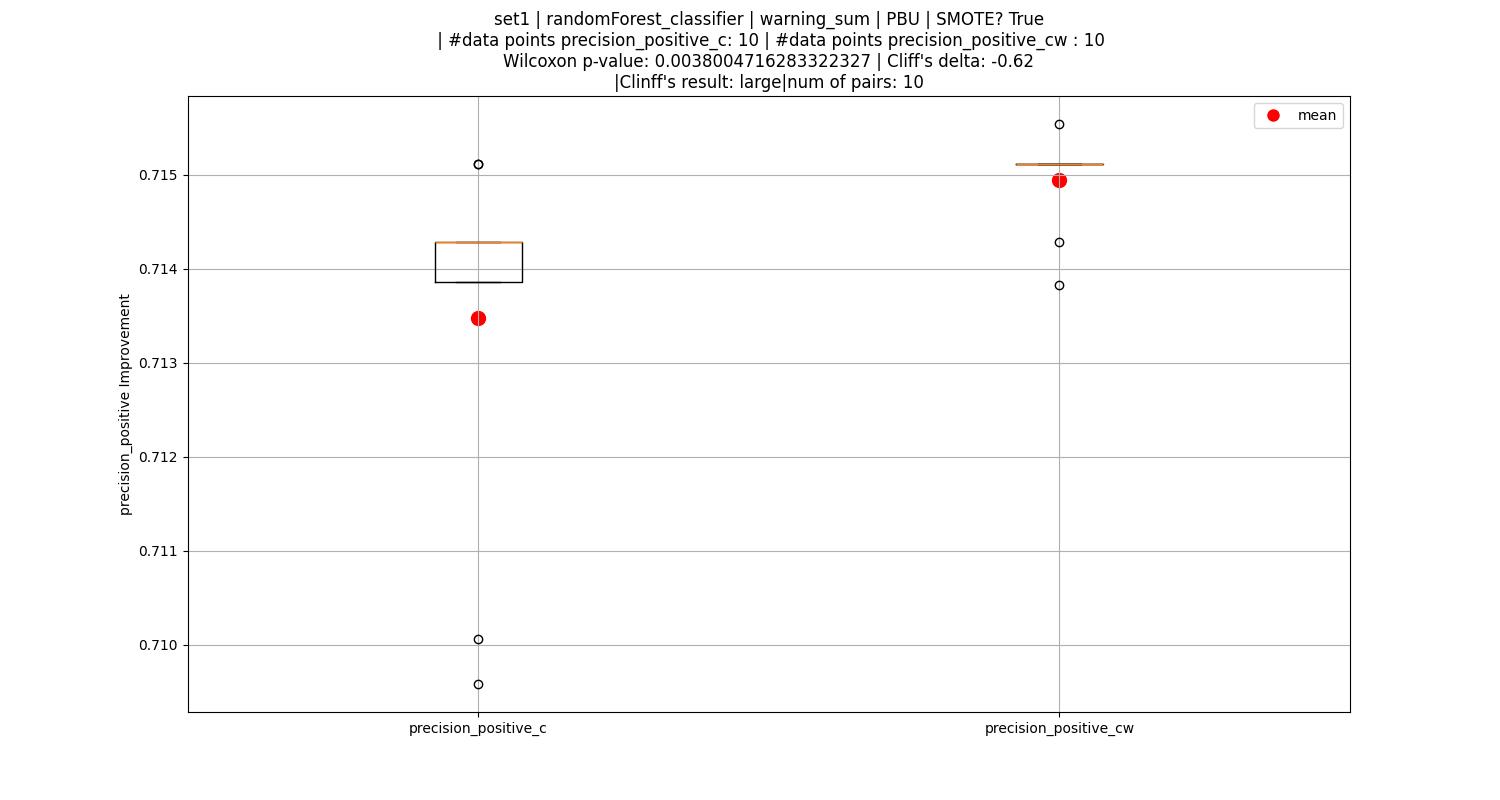 set1 | randomForest_classifier | warning_sum | PBU | SMOTE? True
| #data points precision_positive_c: 10 | #data points precision_positive_cw : 10
Wilcoxon p-value: 0.0038004716283322327 | Cliff's delta: -0.62
|Clinff's result: large|num of pairs: 10
mean
precision_positive Improvement
0.715
0.714
0.713
0.712
0.711
0.710
precision_positive_c
precision_positive_cw